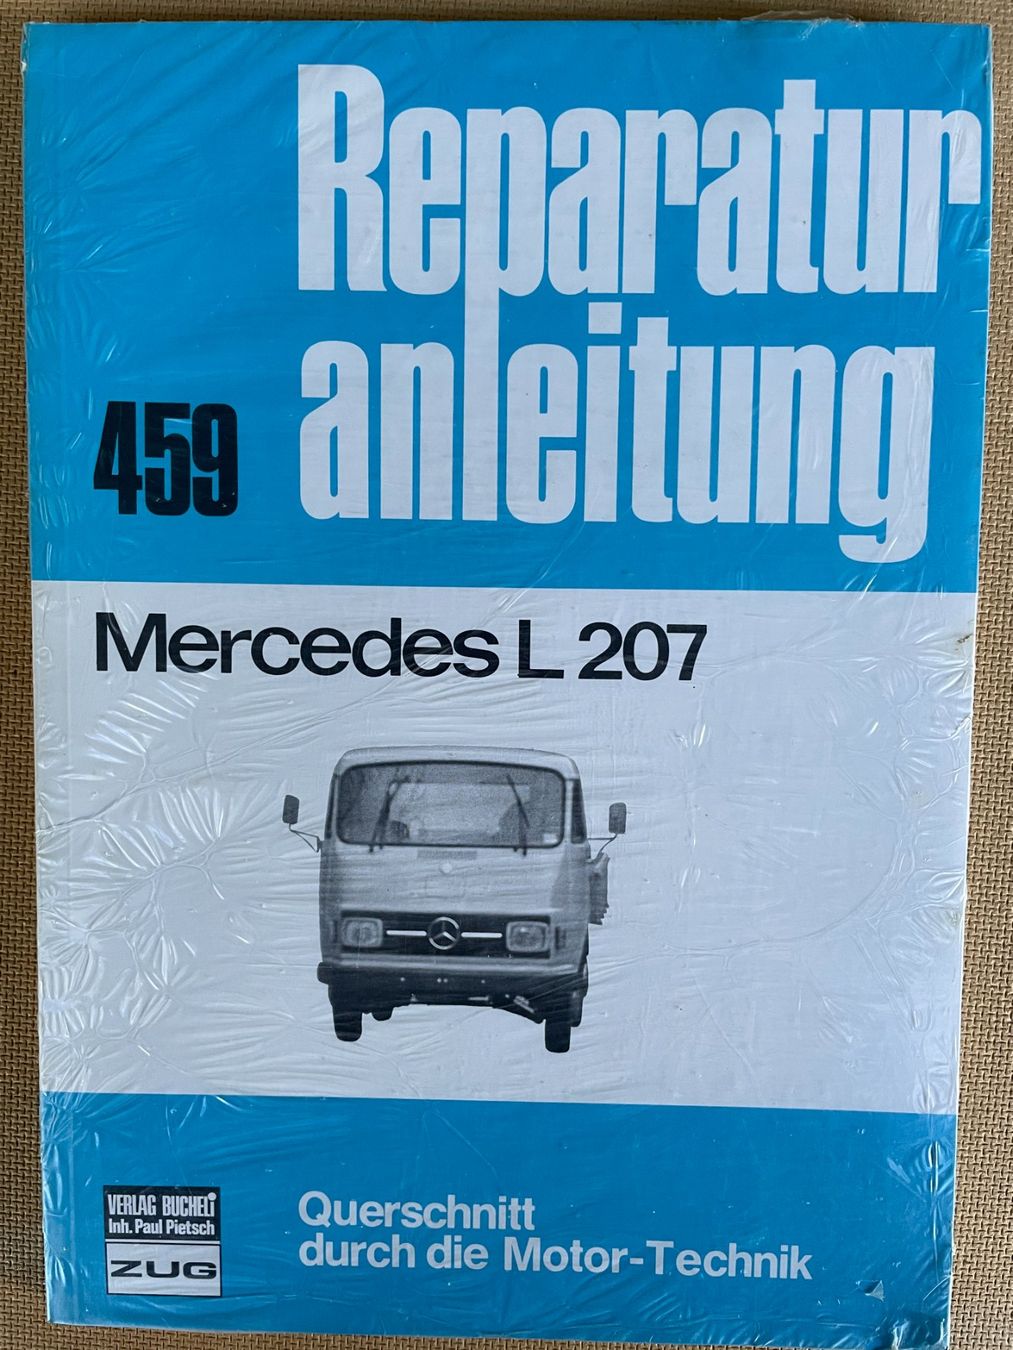 Reparatur
anleitung
459
Mercedes L 207
VERLAG BUCHELI
Inh. Paul Pietsch
ZUG
Querschnitt
durch die Motor-Technik